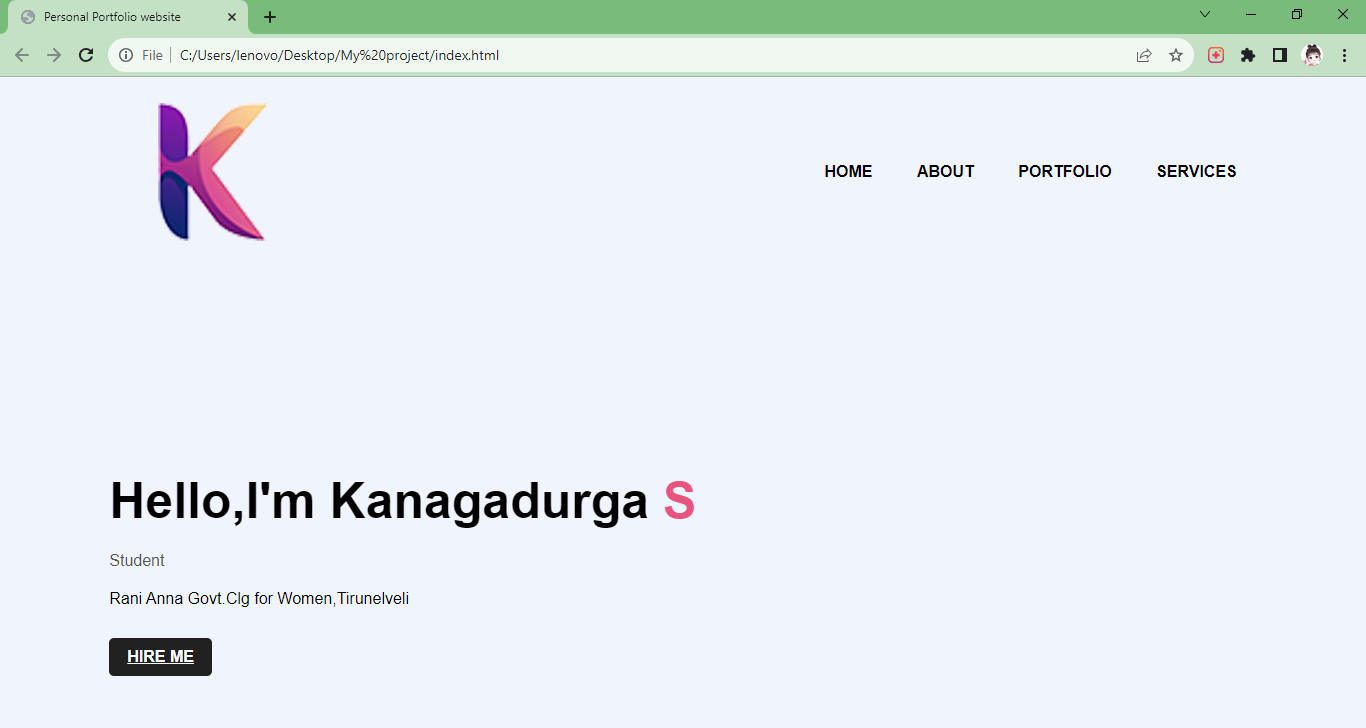 Personal Portfolio website
File | C:/Users/lenovo/Desktop/My%20project/index.html
K
HOME ABOUT PORTFOLIO SERVICES
Hello,I'm Kanagadurga S
Student
Rani Anna Govt.Clg for Women,Tirunelveli
HIRE ME